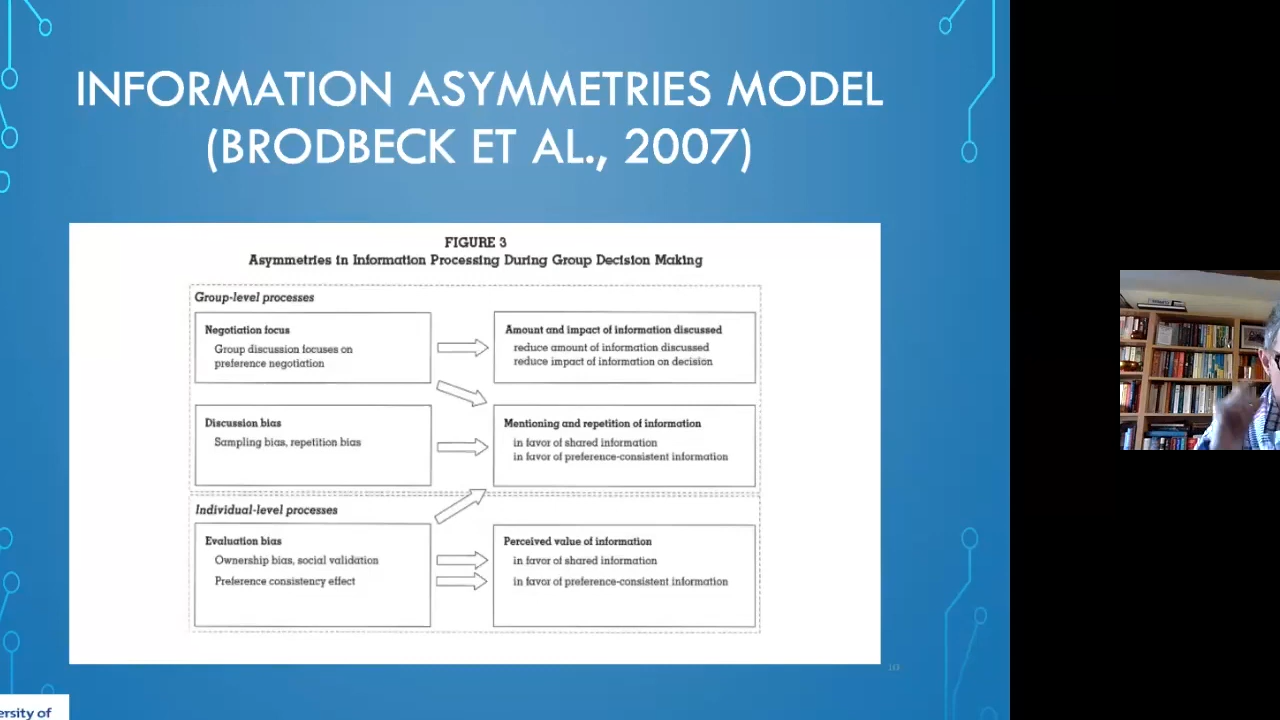 INFORMATION ASYMMETRIES MODEL
(BRODBECK ET AL., 2007)
FIGURE 3
Asymmetries in Information Processing During Group Decision Making
Group-level processes
Negotiation focus
Group discussion focuses on
preference negotiation
Amount and impact of information discussed
reduce amount of information discussed
reduce impact of information on decision
Discussion bias
Sampling bias, repetition bias
Mentioning and repetition of information
in favor of shared information
in favor of preference-consistent information
Individual-level processes
Evaluation bias
Ownership bias, social validation
Preference consistency effect
Perceived value of information
in favor of shared information
in favor of preference-consistent information
ersity of